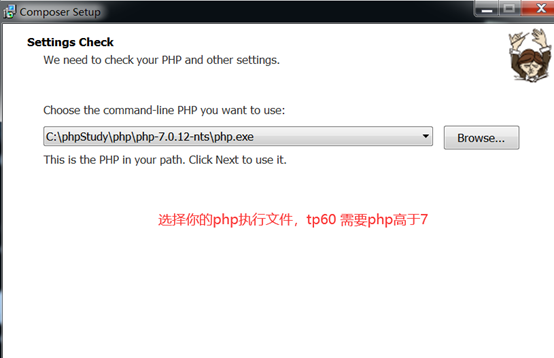 Composer Setup
Settings Check
We need to check your PHP and other settings.
Choose the command-line PHP you want to use:
C:\phpStudy\php\php-7.0.12-nts\php.exe
Browse...
This is the PHP in your path. Click Next to use it.
选择你的php执行文件，tp60 需要php高于7